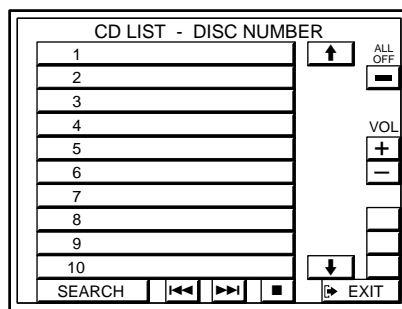 CD LIST - DISC NUMBER
1
ALL
OFF
2
3
4
VOL
5
+
6
−
7
8
9
10
SEARCH
EXIT